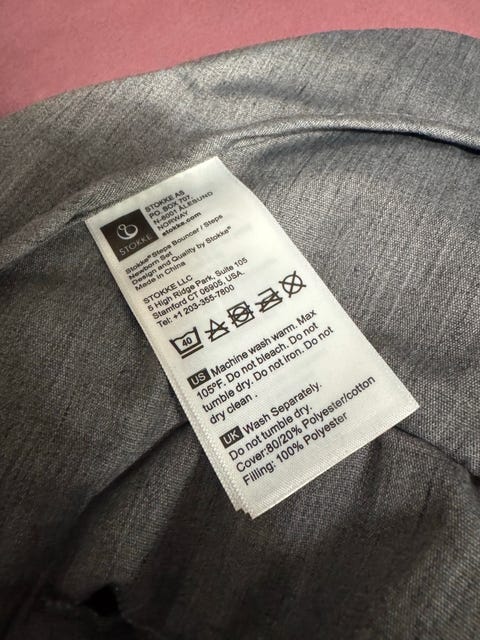 STOKKE
STOKKE AS
PO. BOX 707
N-6001 ÅLESUND
NORWAY
stokke.com
Stokke® Steps Bouncer / Steps
Newborn Set
Design and Quality by Stokke®
Made in China
STOKKE LLC
5 High Ridge Park, Suite 105
Stamford CT 06905, USA.
Tel: +1 203-355-7800
40
US Machine wash warm. Max
105ºF. Do not bleach. Do not
tumble dry. Do not iron. Do not
dry clean .
UK Wash Separately.
Do not tumble dry.
Cover:80/20% Polyester/cotton
Filling: 100% Polyester